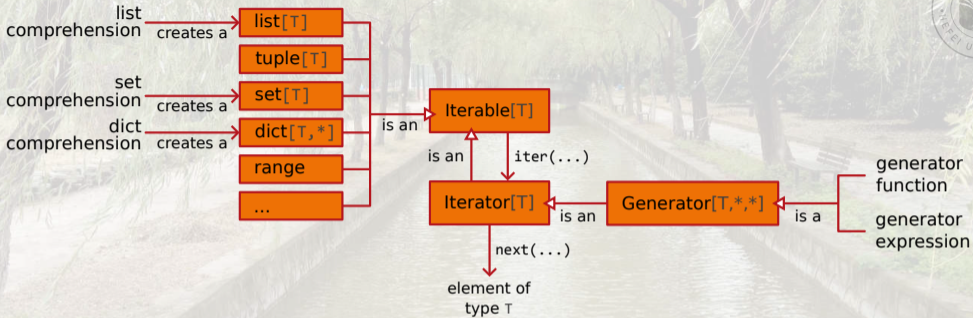 list
comprehension
creates a
list[T]
tuple[T]
set
comprehension
creates a
set[T]
dict
comprehension
creates a
dict[T,*]
range
...
is an
Iterable[T]
is an
iter(...)
Iterator[T]
is an
Generator[T,*,*]
is a
generator
function
generator
expression
next(...)
element of
type T